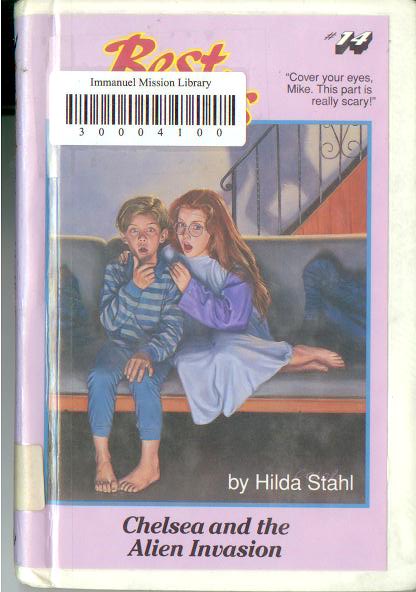 Best
#14
"Cover your eyes,
Mike. This part is
really scary!"
Immanuel Mission Library
30004100
by Hilda Stahl
Chelsea and the
Alien Invasion